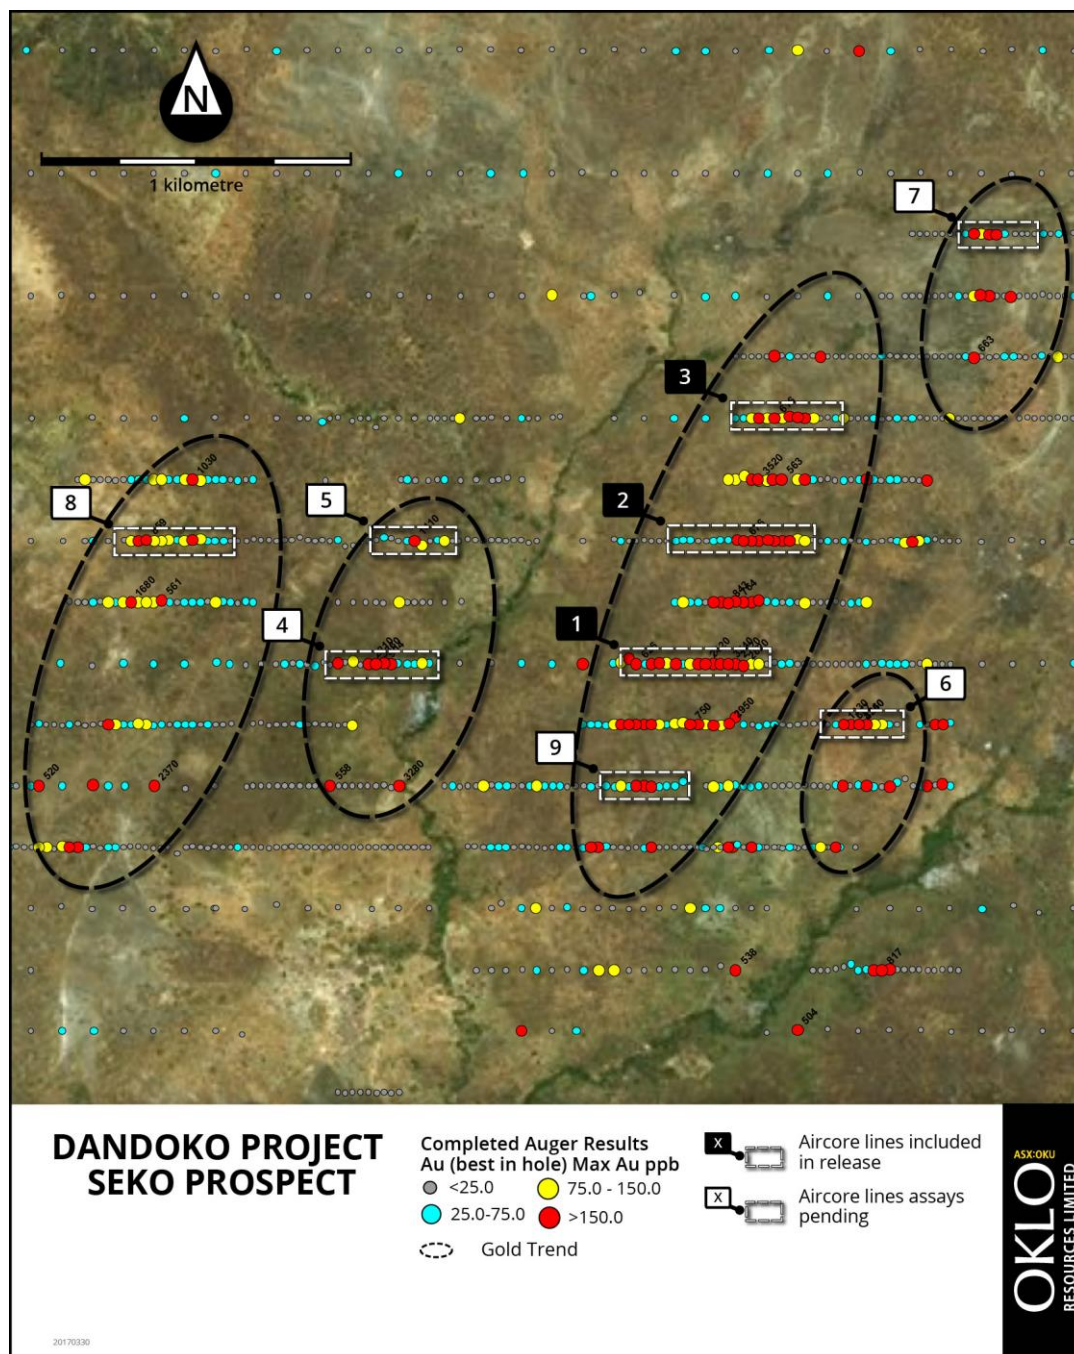 N
1 kilometre
7
663
3
3520
563
1030
8
5
2
1680
561
764
1
4
6
750
2950
9
520
2370
558
3280
538
817
504
DANDOKO PROJECT
SEKO PROSPECT
Completed Auger Results
Au (best in hole) Max Au ppb
<25.0
75.0 - 150.0
25.0-75.0
>150.0
Gold Trend
X
Aircore lines included
in release
X
Aircore lines assays
pending
ASX:OKU
OKLO
RESOURCES LIMITED
20170330